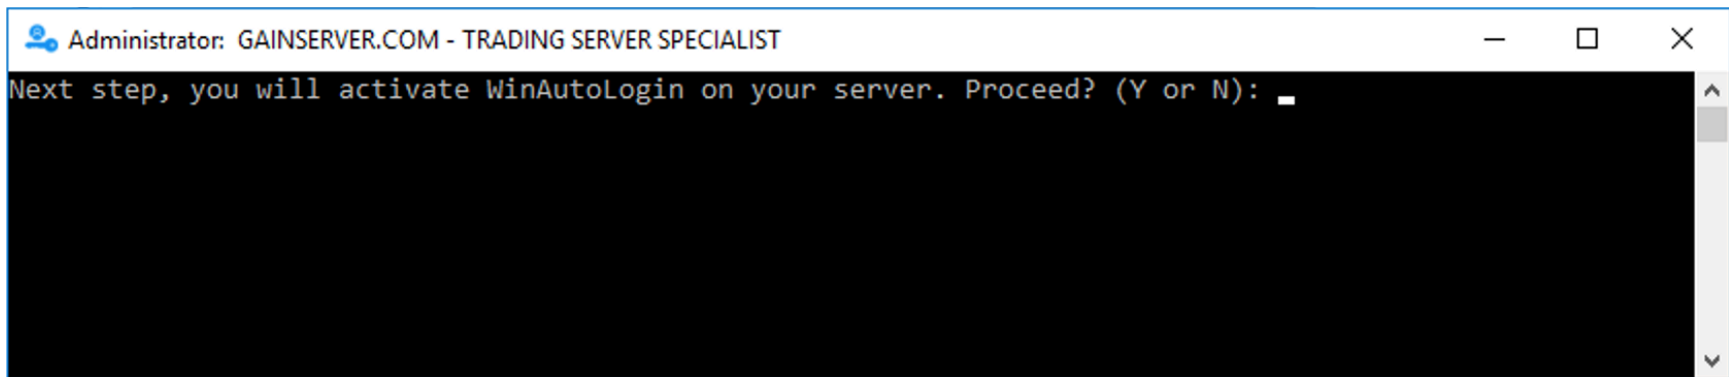 Administrator:  GAINSERVER.COM - TRADING SERVER SPECIALIST
Next step, you will activate WinAutoLogin on your server. Proceed? (Y or N):